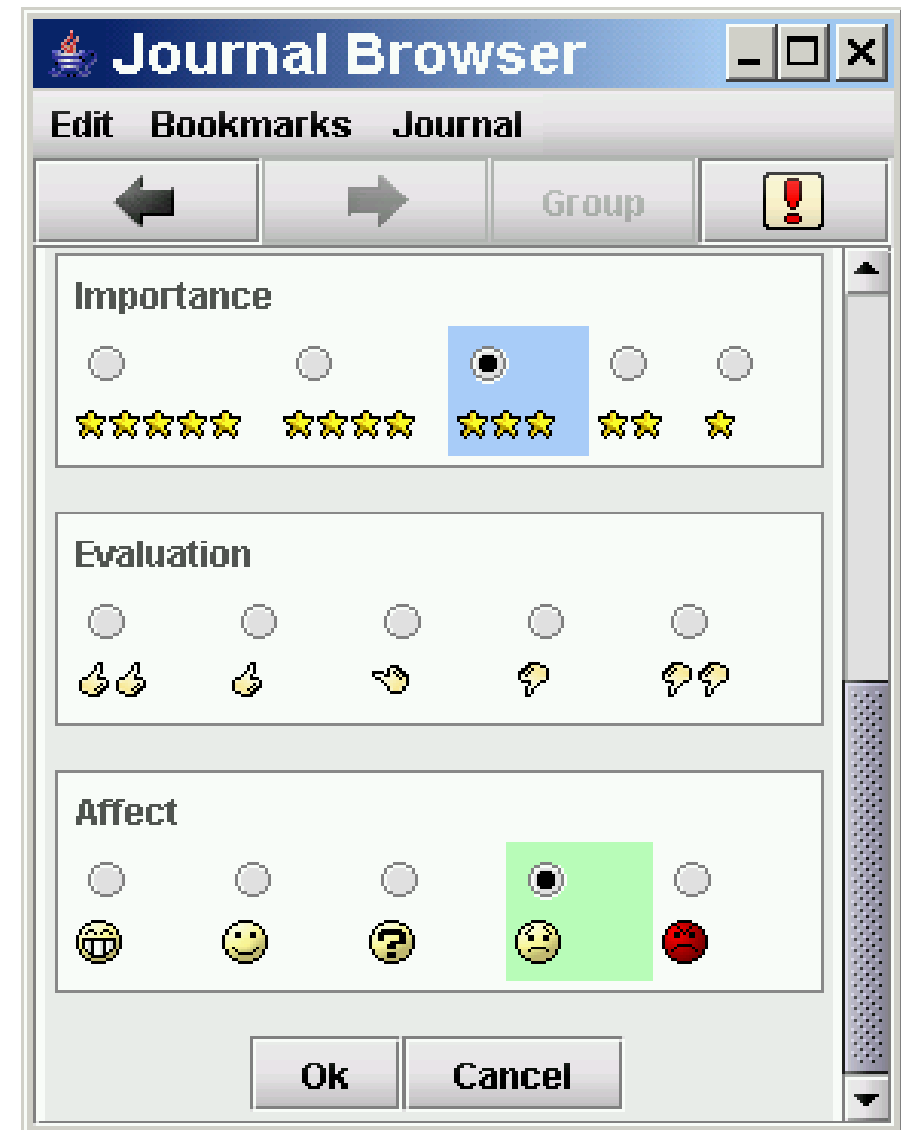 Journal Browser
Edit Bookmarks Journal
Group
Importance
Evaluation
Affect
Ok Cancel